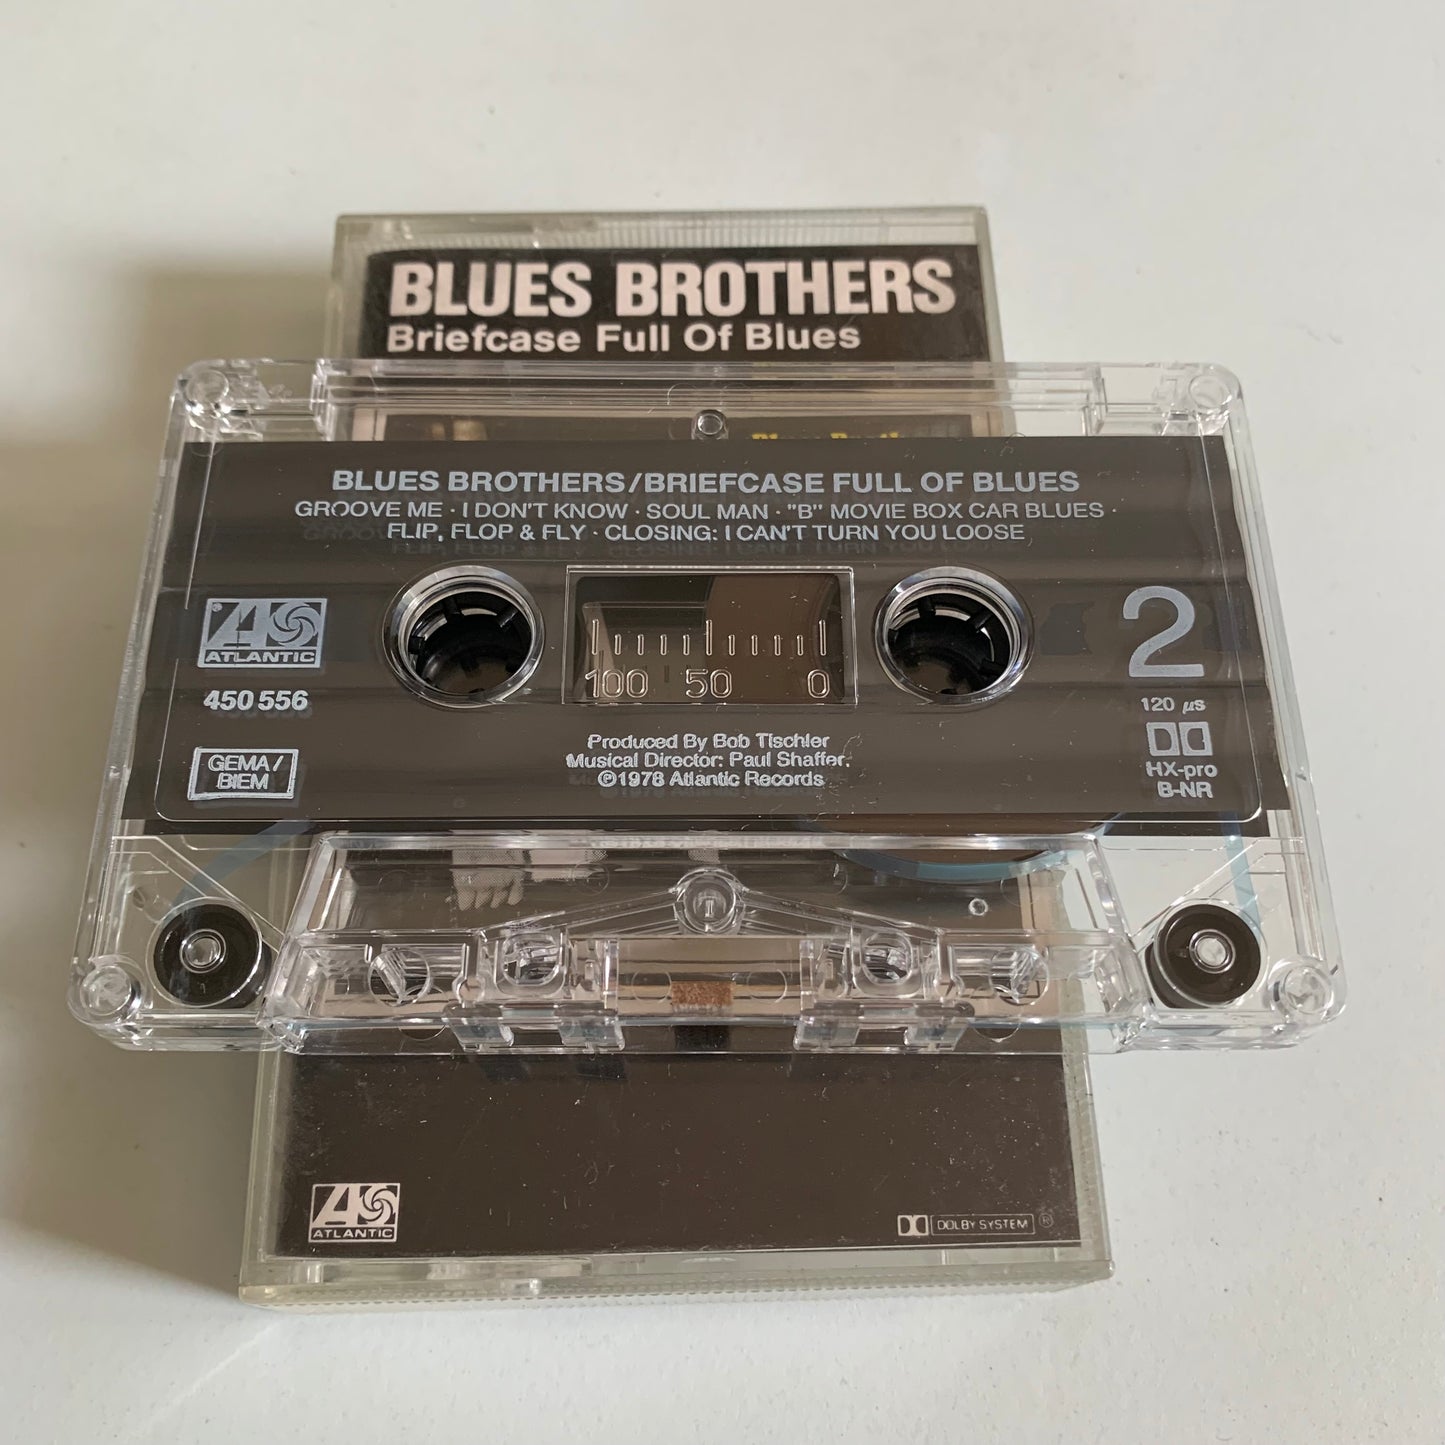 BLUES BROTHERS
Briefcase Full Of Blues
BLUES BROTHERS/BRIEFCASE FULL OF BLUES
GROOVE ME · I DON'T KNOW · SOUL MAN · "B" MOVIE BOX CAR BLUES ·
FLIP, FLOP & FLY · CLOSING: I CAN'T TURN YOU LOOSE
ATLANTIC
450 556
GEMA/
BIEM
100 50 0
2
120 µs
HX-pro
B-NR
Produced By Bob Tischler
Musical Director: Paul Shaffer.
℗1978 Atlantic Records
ATLANTIC
DOLBY SYSTEM ®